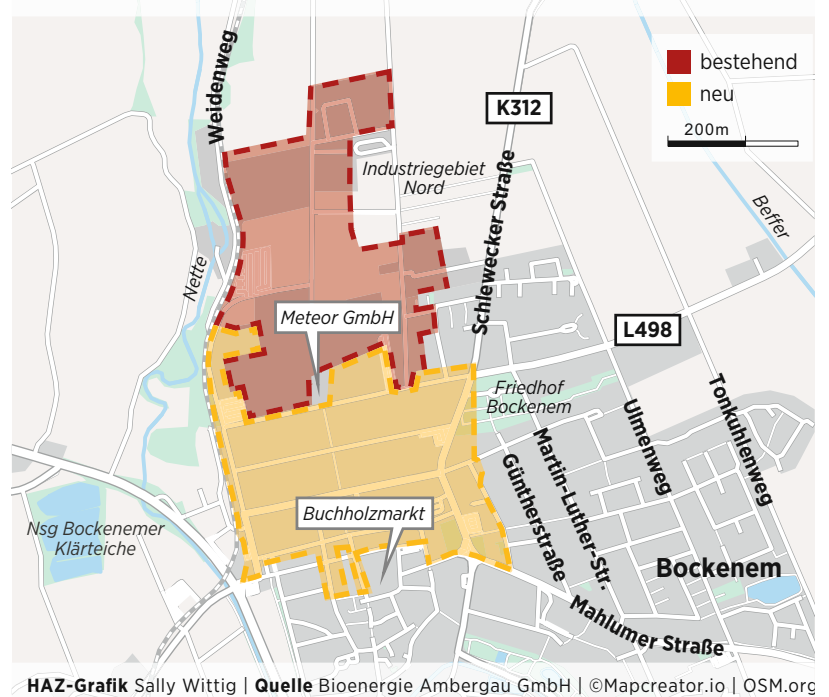 bestehend
neu
200m
Weidenweg
K312
Industriegebiet
Nord
Schlewecker Straße
Beffer
Nette
Meteor GmbH
L498
Friedhof
Bockenem
Ulmenweg
Tonkuhlenweg
Martin-Luther-Str.
Güntherstraße
Buchholzmarkt
Nsg Bockenemer
Klärteiche
Bockenem
Mahlumer Straße
HAZ-Grafik Sally Wittig | Quelle Bioenergie Ambergau GmbH | ©Mapcreator.io | OSM.org